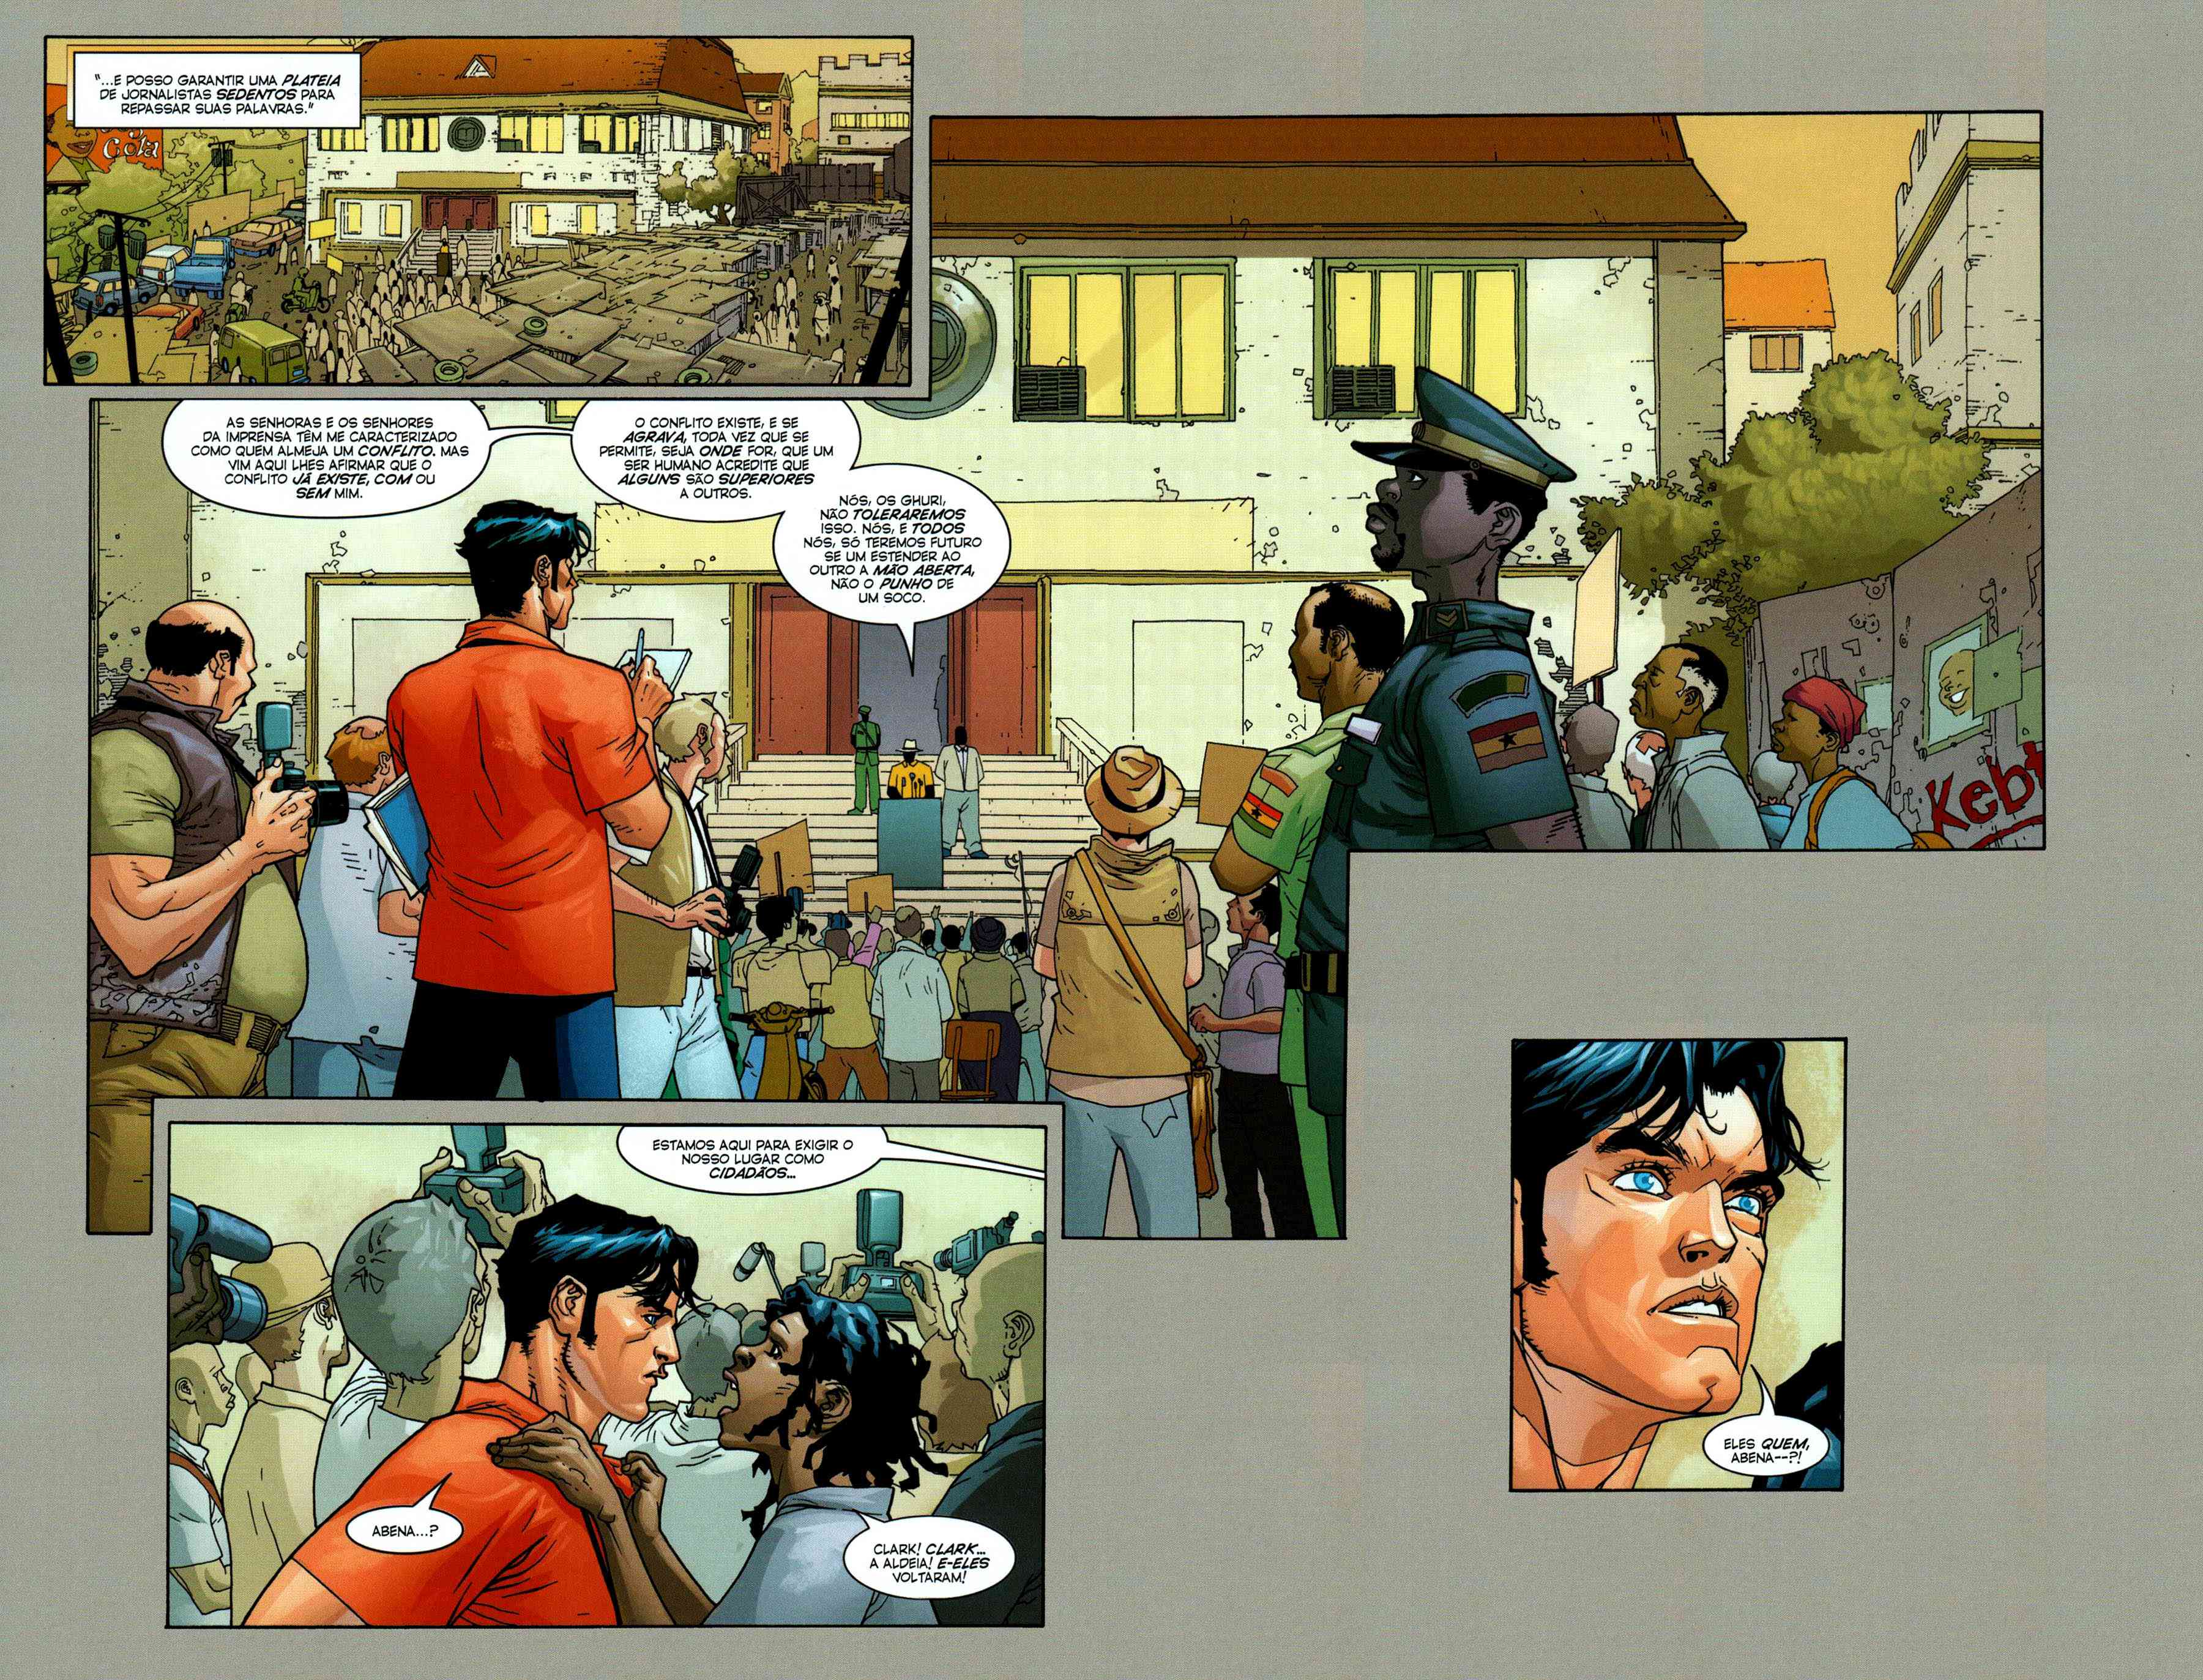 "...E POSSO GARANTIR UMA PLATEIA
DE JORNALISTAS SEDENTOS PARA
REPASSAR SUAS PALAVRAS."
Cola
AS SENHORAS E OS SENHORES
DA IMPRENSA TÊM ME CARACTERIZADO
COMO QUEM ALMEJA UM CONFLITO. MAS
VIM AQUI LHES AFIRMAR QUE O
CONFLITO JÁ EXISTE, COM OU
SEM MIM.
O CONFLITO EXISTE, E SE
AGRAVA, TODA VEZ QUE SE
PERMITE, SEJA ONDE FOR, QUE UM
SER HUMANO ACREDITE QUE
ALGUNS SÃO SUPERIORES
A OUTROS.
NÓS, OS GHURI,
NÃO TOLERAREMOS
ISSO. NÓS, E TODOS
NÓS, SÓ TEREMOS FUTURO
SE UM ESTENDER AO
OUTRO A MÃO ABERTA,
NÃO O PUNHO DE
UM SOCO.
Keb
ESTAMOS AQUI PARA EXIGIR O
NOSSO LUGAR COMO
CIDADÃOS...
ABENA...?
CLARK! CLARK...
A ALDEIA! E-ELES
VOLTARAM!
ELES QUEM,
ABENA--?!